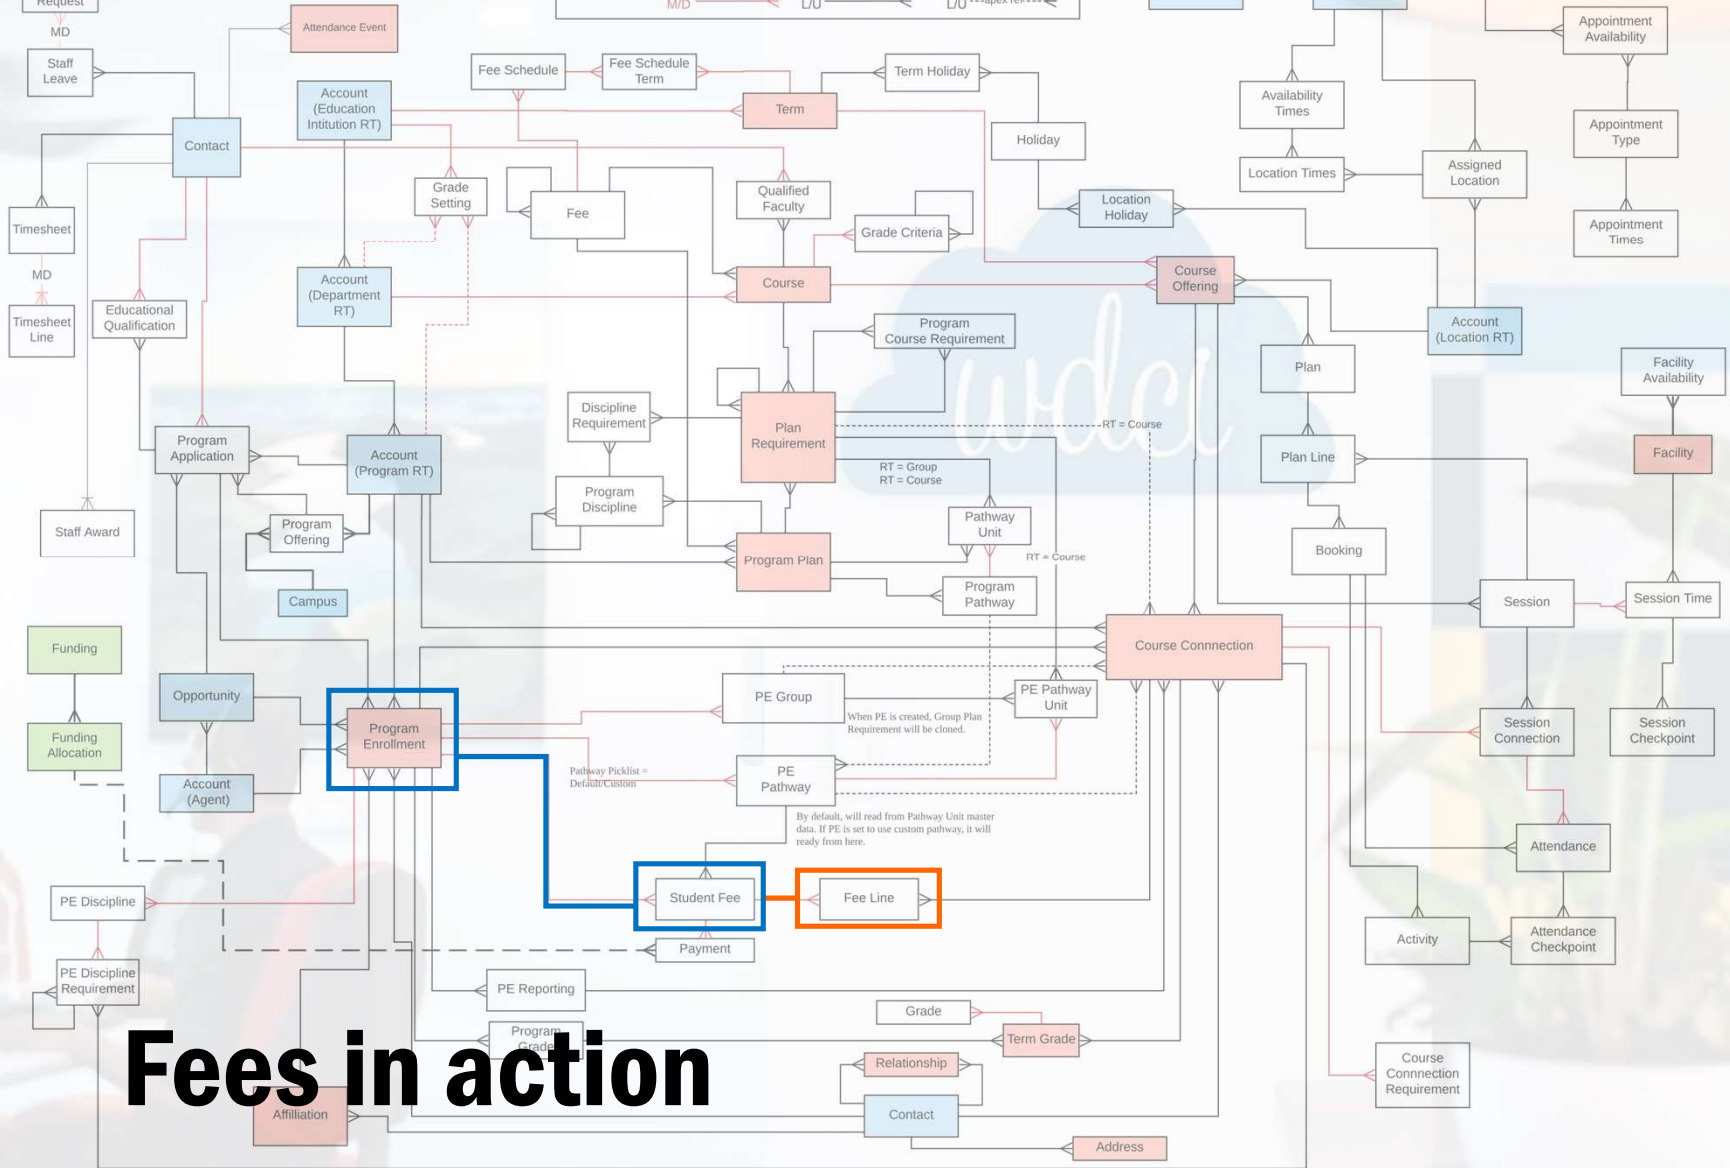 Request
MD
Staff
Leave
Attendance Event
M/D
L/U
L/U
apex ref
Appointment
Availability
Fee Schedule
Fee Schedule
Term
Term Holiday
Account
(Education
Intitution RT)
Term
Availability
Times
Appointment
Type
Contact
Holiday
Location Times
Assigned
Location
Grade
Setting
Qualified
Faculty
Fee
Location
Holiday
Timesheet
Grade Criteria
Appointment
Times
MD
Account
(Department
RT)
Course
Course
Offering
Educational
Qualification
Timesheet
Line
Program
Course Requirement
Account
(Location RT)
Plan
Facility
Availability
wdci
Discipline
Requirement
Plan
Requirement
RT = Course
Program
Application
Account
(Program RT)
RT = Group
RT = Course
Plan Line
Facility
Program
Discipline
Staff Award
Program
Offering
Pathway
Unit
Booking
Program Plan
RT = Course
Campus
Program
Pathway
Session
Session Time
Funding
Course Connnection
Opportunity
PE Group
PE Pathway
Unit
When PE is created, Group Plan
Requirement will be cloned.
Program
Enrollment
Session
Connection
Session
Checkpoint
Funding
Allocation
Pathway Picklist =
Default/Custom
PE
Pathway
Account
(Agent)
By default, will read from Pathway Unit master
data. If PE is set to use custom pathway, it will
ready from here.
Attendance
PE Discipline
Student Fee
Fee Line
Payment
Activity
Attendance
Checkpoint
PE Discipline
Requirement
PE Reporting
Grade
Program
Grade
Term Grade
Fees in action
Relationship
Course
Connnection
Requirement
Affilliation
Contact
Address